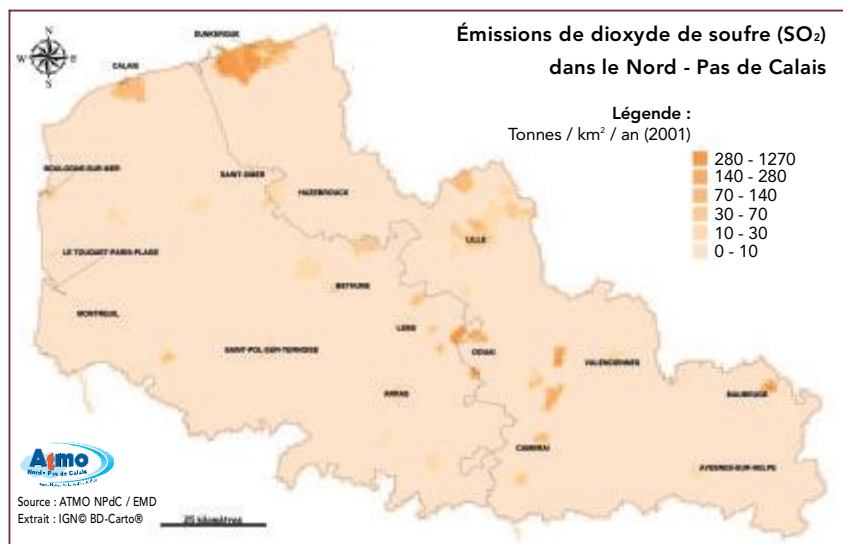 Émissions de dioxyde de soufre (SO₂)
dans le Nord - Pas de Calais
Légende :
Tonnes / km² / an (2001)
280 - 1270
140 - 280
70 - 140
30 - 70
10 - 30
0 - 10
N
W
E
S
DUNKERQUE
CALAIS
BOULOGNE-SUR-MER
SAINT-OMER
HAZEBROUCK
LILLE
LE TOUQUET-PARIS-PLAGE
BETHUNE
MONTREUIL
LENS
SAINT-POL-SUR-TERNOISE
DOUAI
VALENCIENNES
ARRAS
MAUBEUGE
CAMBRAI
AVESNES-SUR-HELPE
Atmo
Nord - Pas de Calais
Source : ATMO NPdC / EMD
Extrait : IGN© BD-Carto®
25 kilomètres